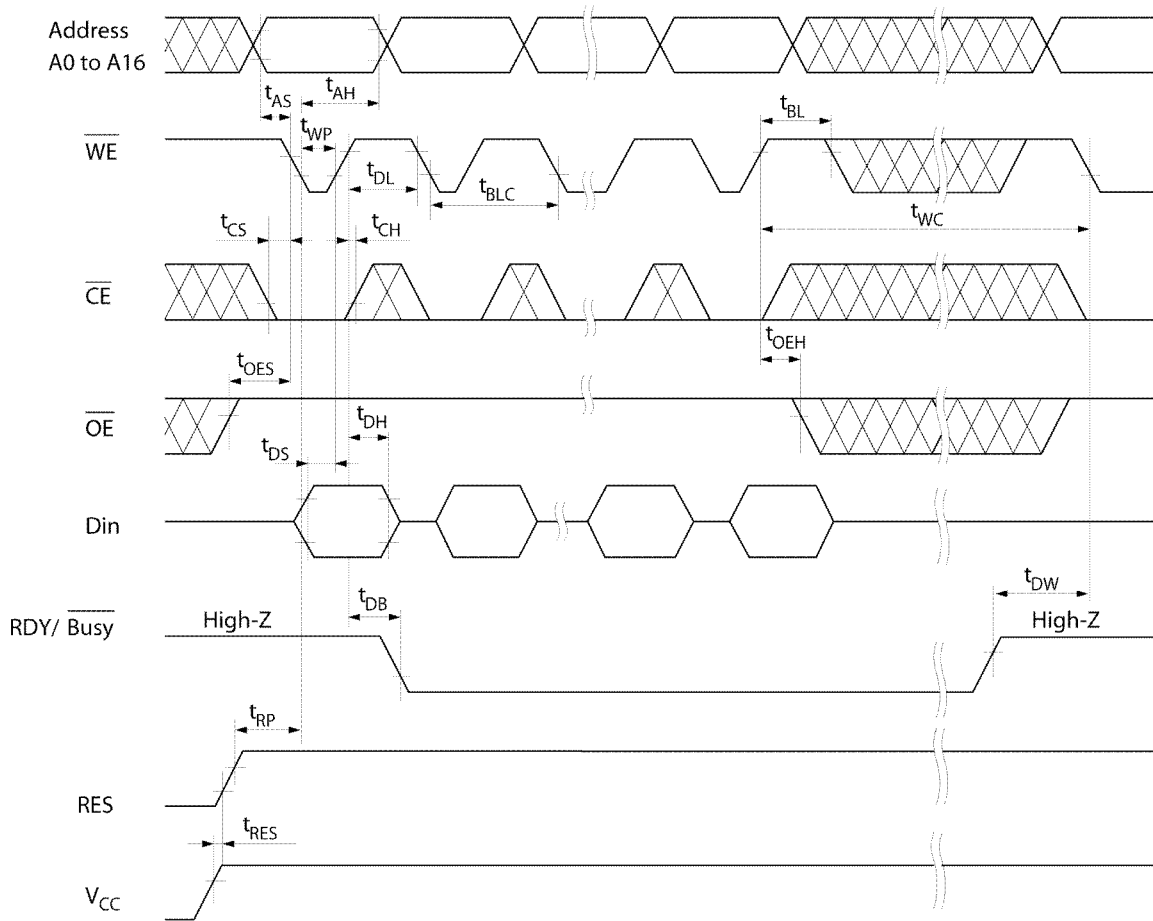 Address
A0 to A16
tAS
tAH
tBL
WE
tWP
tDL
tBLC
tWC
tCS
tCH
CE
tOEH
tOES
OE
tDH
tDS
Din
tDB
tDW
RDY/ Busy
High-Z
High-Z
tRP
RES
tRES
VCC